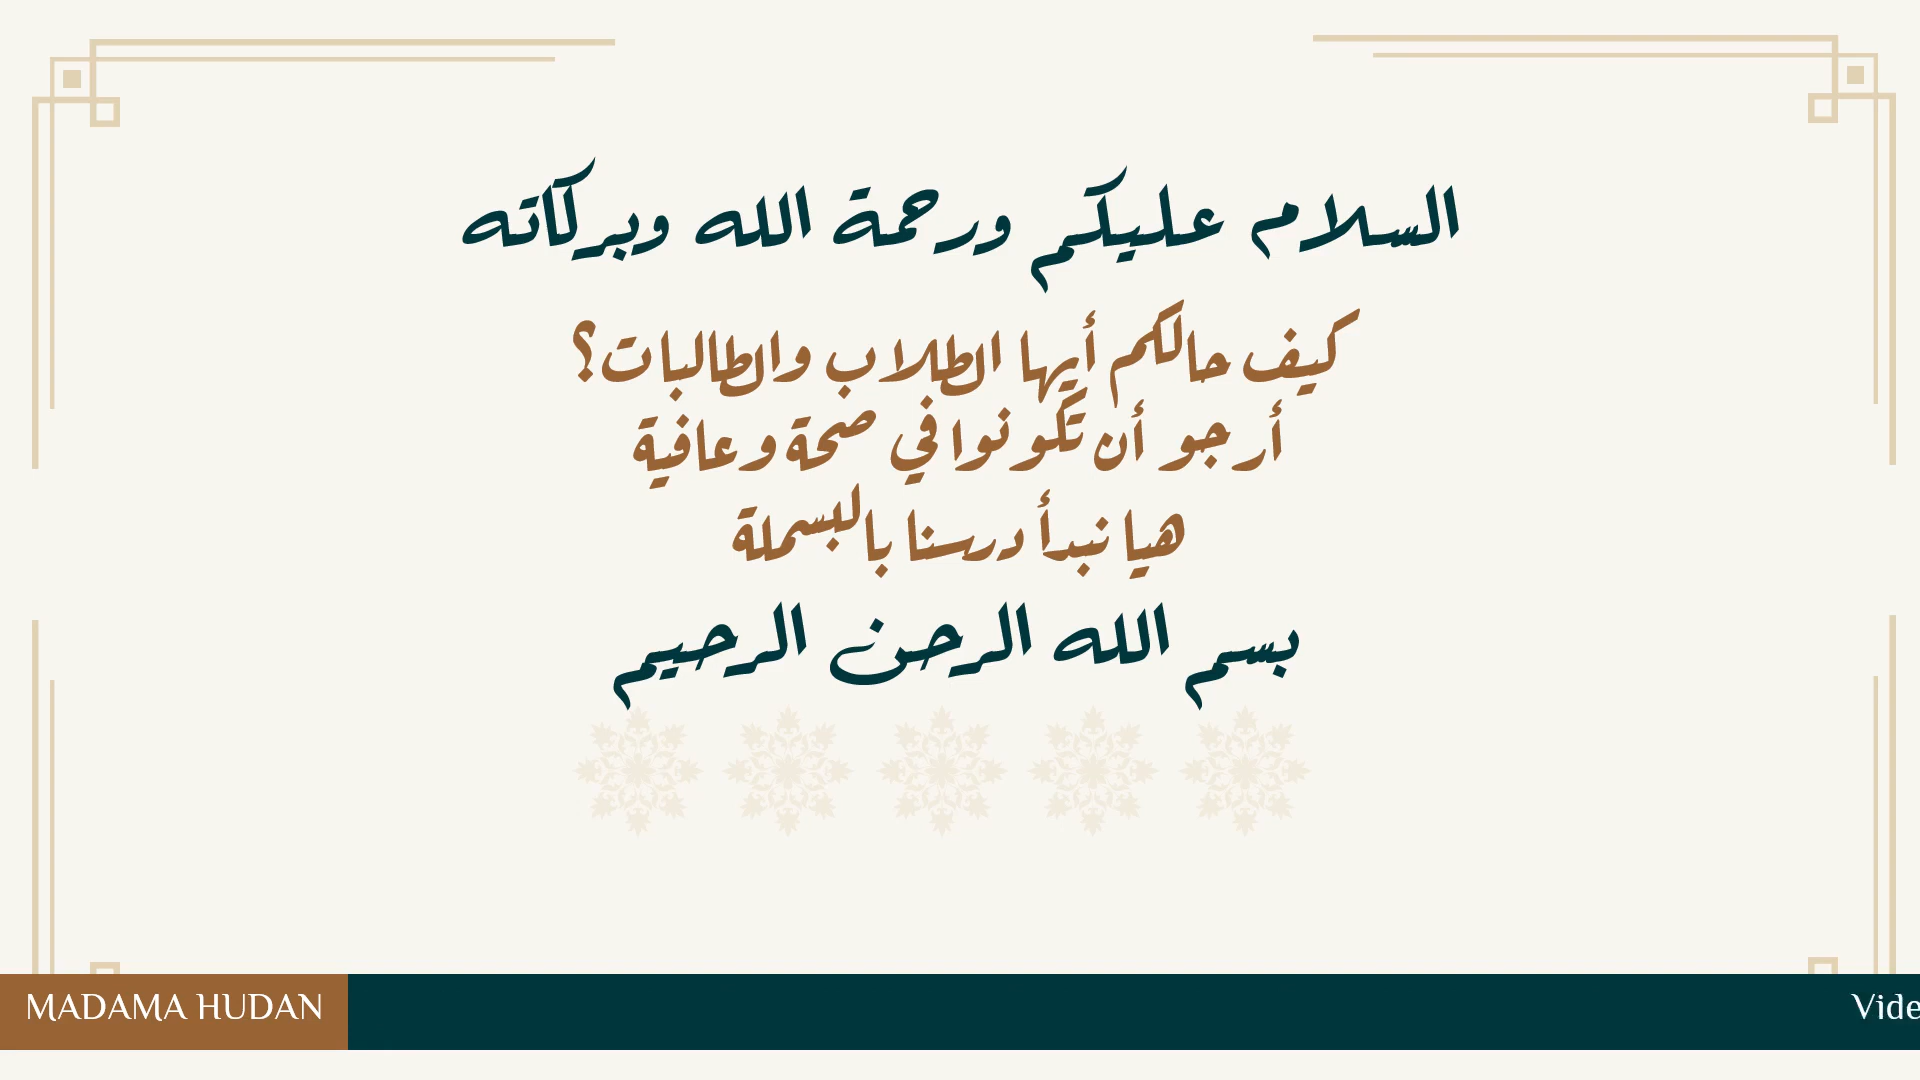 السلام عليكم ورحمة الله وبركاته
كيف حالكم أيها الطلاب والطالبات؟
أرجو أن تكونوا في صحة وعافية
هيا نبدأ درسنا بالبسملة
بسم الله الرحمن الرحيم
MADAMA HUDAN
Vide